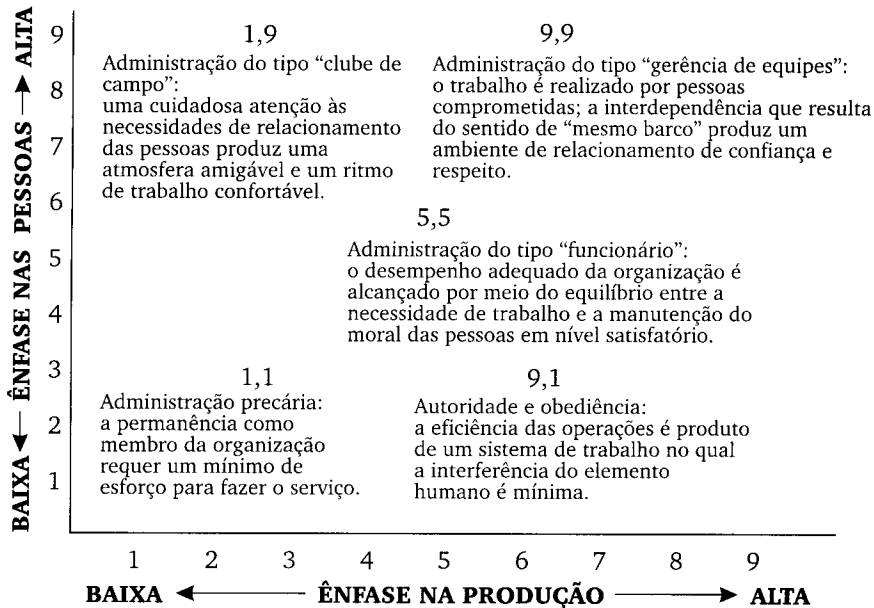 1,9
Administração do tipo “clube de
campo”:
uma cuidadosa atenção às
necessidades de relacionamento
das pessoas produz uma
atmosfera amigável e um ritmo
de trabalho confortável.
9,9
Administração do tipo “gerência de equipes”:
o trabalho é realizado por pessoas
comprometidas; a interdependência que resulta
do sentido de “mesmo barco” produz um
ambiente de relacionamento de confiança e
respeito.
5,5
Administração do tipo “funcionário”:
o desempenho adequado da organização é
alcançado por meio do equilíbrio entre a
necessidade de trabalho e a manutenção do
moral das pessoas em nível satisfatório.
1,1
Administração precária:
a permanência como
membro da organização
requer um mínimo de
esforço para fazer o serviço.
9,1
Autoridade e obediência:
a eficiência das operações é produto
de um sistema de trabalho no qual
a interferência do elemento
humano é mínima.
BAIXA ← ÊNFASE NAS PESSOAS → ALTA
9
8
7
6
5
4
3
2
1
1 2 3 4 5 6 7 8 9
BAIXA ← ÊNFASE NA PRODUÇÃO → ALTA